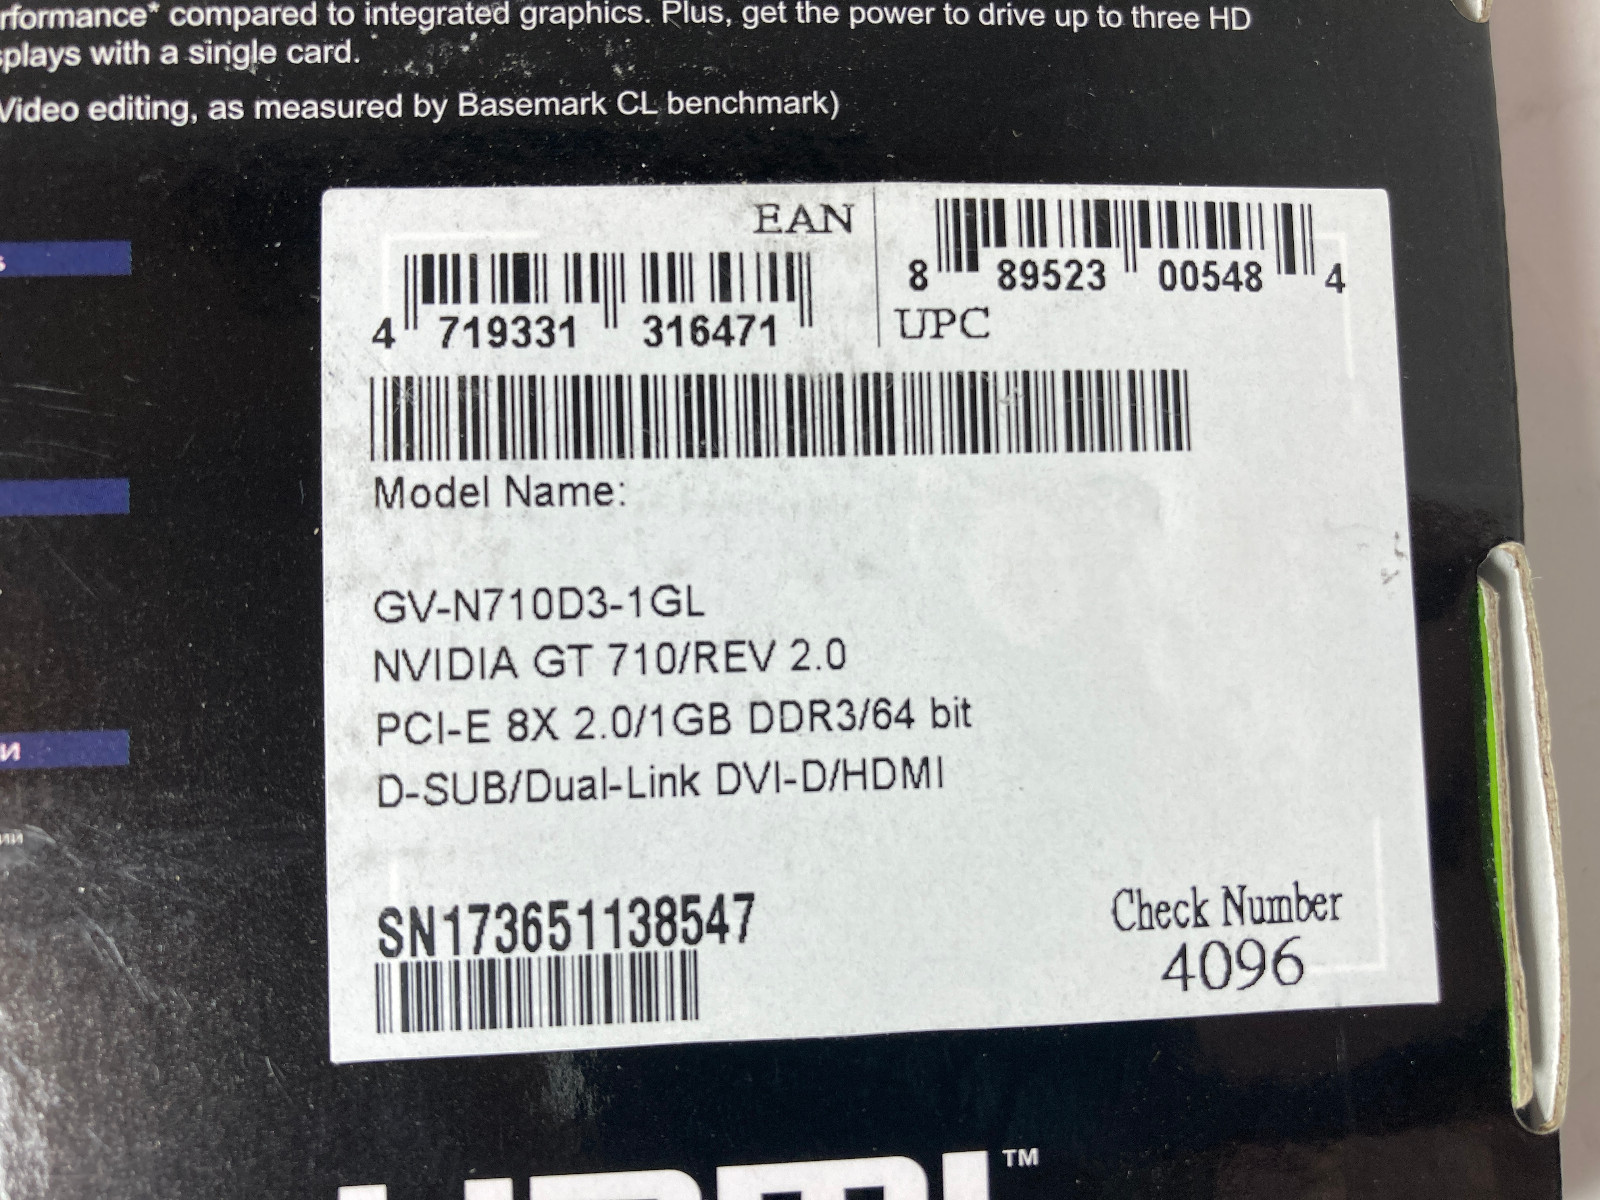 rformance* compared to integrated graphics. Plus, get the power to drive up to three HD
splays with a single card.
Video editing, as measured by Basemark CL benchmark)
EAN
4 719331 316471
8 89523 00548 4
UPC
Model Name:
GV-N710D3-1GL
NVIDIA GT 710/REV 2.0
PCI-E 8X 2.0/1GB DDR3/64 bit
D-SUB/Dual-Link DVI-D/HDMI
SN173651138547
Check Number
4096
HDMI™